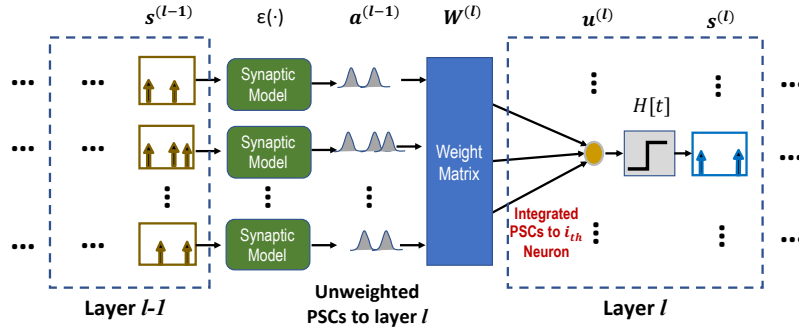 s^(l−1) ε(·) a^(l−1) W^(l) u^(l) s^(l)
H[t]
Synaptic
Model
Synaptic
Model
Synaptic
Model
Weight
Matrix
Integrated
PSCs to i_th
Neuron
Layer l-1
Unweighted
PSCs to layer l
Layer l